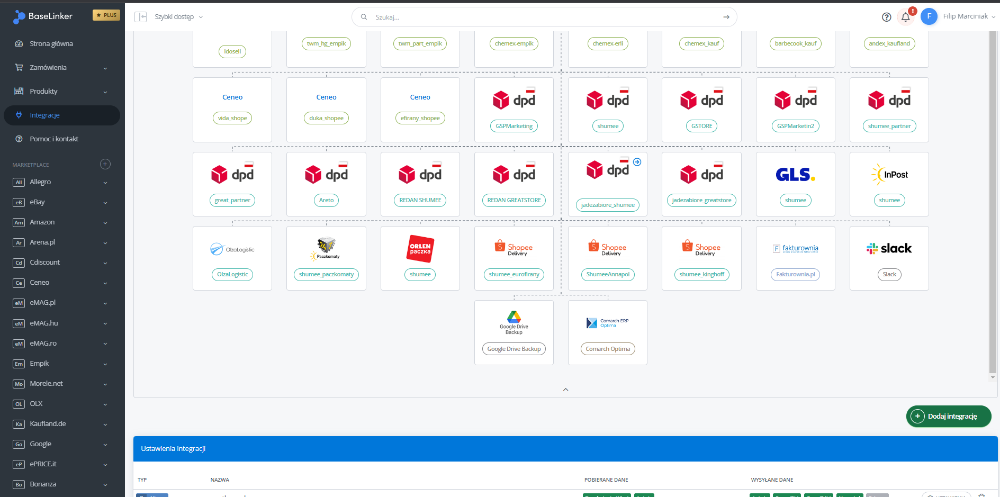 BaseLinker
PLUS
Szybki dostęp
Szukaj...
!
F
Filip Marciniak
Strona główna
Zamówienia
Produkty
Integracje
Pomoc i kontakt
MARKETPLACE
All Allegro
eB eBay
Am Amazon
Ar Arena.pl
Cd Cdiscount
Ce Ceneo
eM eMAG.pl
eM eMAG.hu
eM eMAG.ro
Em Empik
Mo Morele.net
OL OLX
Ka Kaufland.de
Go Google
eP ePRICE.it
Bo Bonanza
Idosell
twm_hg_empik
twm_part_empik
chemex-empik
chemex-erli
chemex_kauf
barbecook_kauf
andex_kaufland
Ceneo
vida_shope
Ceneo
duka_shopee
Ceneo
efirany_shopee
dpd
GSPMarketing
dpd
shumee
dpd
GSTORE
dpd
GSPMarketin2
dpd
shumee_partner
dpd
great_partner
dpd
Areto
dpd
REDAN SHUMEE
dpd
REDAN GREATSTORE
dpd
jadezabiore_shumee
dpd
jadezabiore_greatstore
GLS.
shumee
InPost
shumee
OlzaLogistic
OlzaLogistic
24 7
Paczkomaty
shumee_paczkomaty
ORLEN
paczka
shumee
Shopee
Delivery
shumee_eurofirany
Shopee
Delivery
ShumeeAnnapol
Shopee
Delivery
shumee_kinghoff
F fakturownia
Fakturownia.pl
slack
Slack
Google Drive
Backup
Google Drive Backup
Comarch ERP
Optima
Comarch Optima
Dodaj integrację
Ustawienia integracji
TYP
NAZWA
POBIERANE DANE
WYSYŁANE DANE